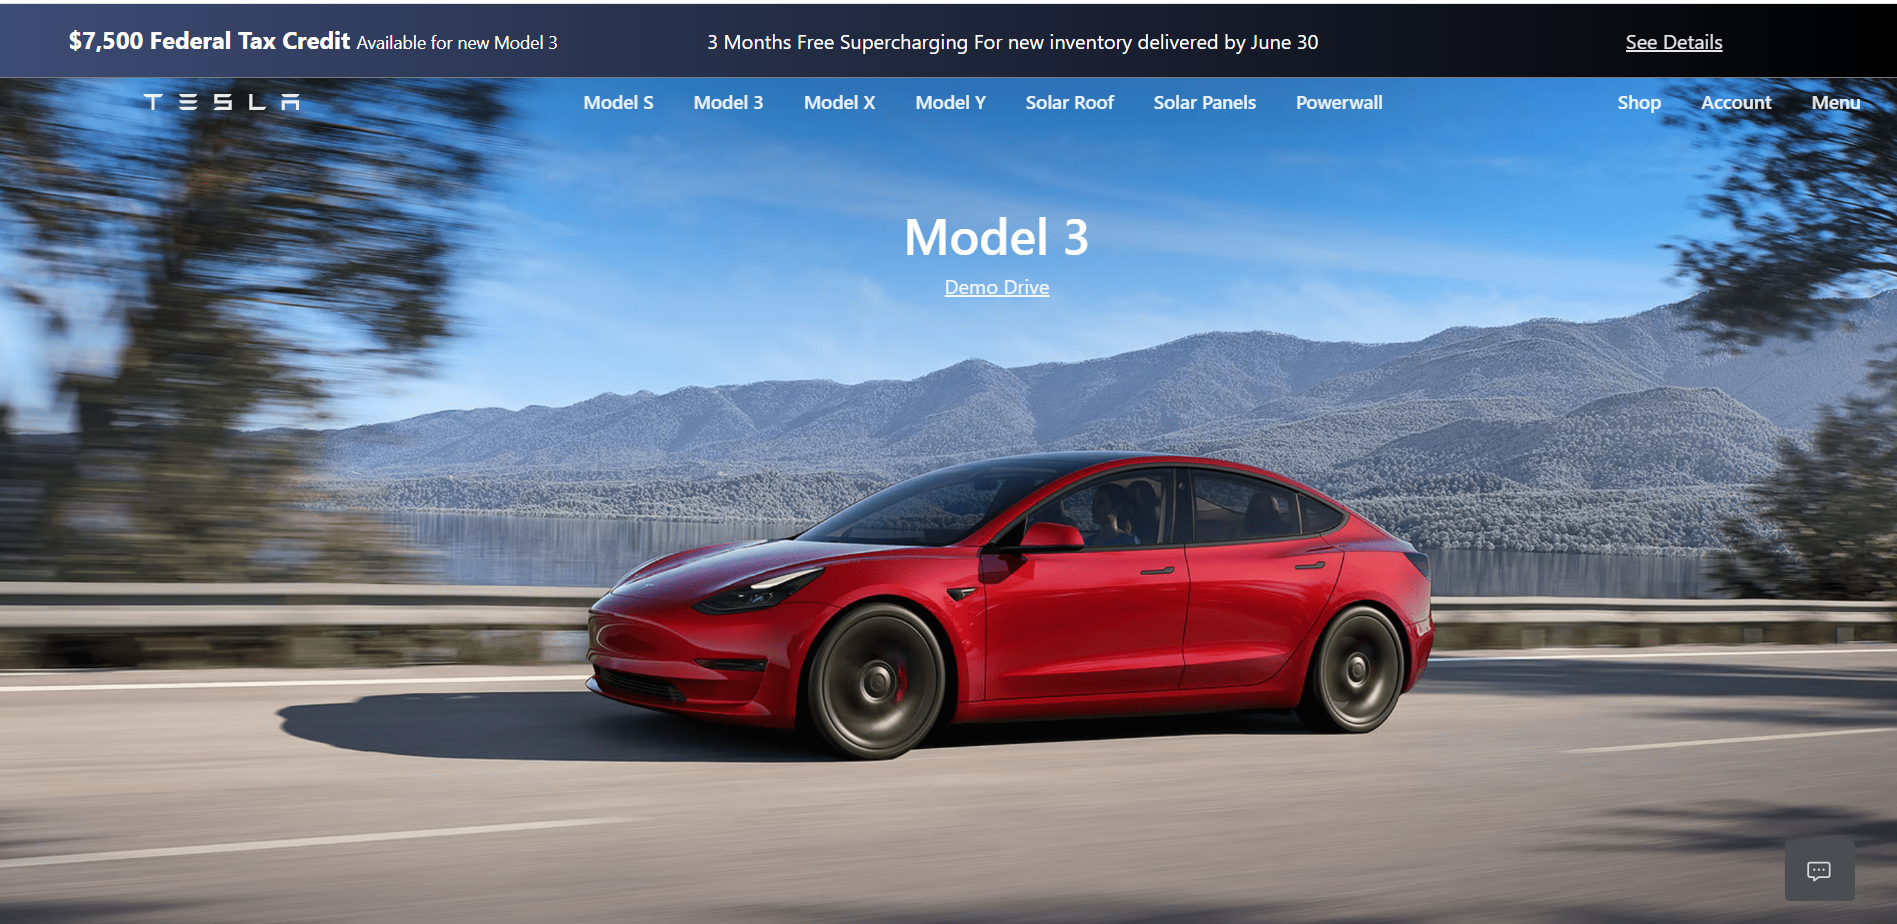 $7,500 Federal Tax Credit Available for new Model 3
3 Months Free Supercharging For new inventory delivered by June 30
See Details
TESLA
Model S
Model 3
Model X
Model Y
Solar Roof
Solar Panels
Powerwall
Shop
Account
Menu
Model 3
Demo Drive